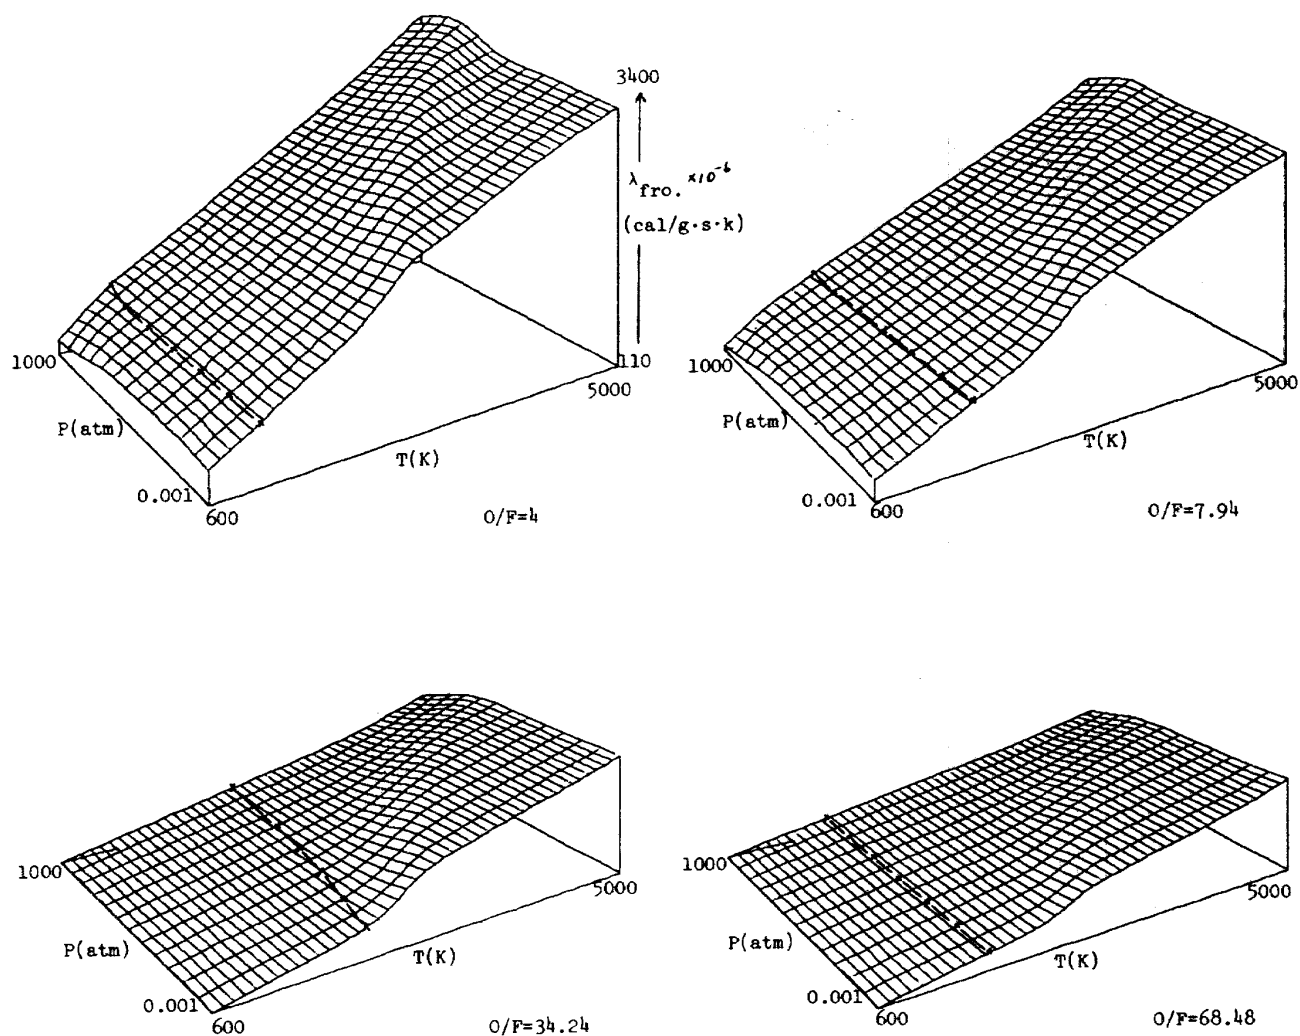 3400
λfro. ×10⁻⁶
(cal/g·s·k)
1000
110
5000
P(atm)
T(K)
0.001
600
O/F=4
1000
5000
P(atm)
T(K)
0.001
600
O/F=7.94
1000
5000
P(atm)
T(K)
0.001
600
O/F=34.24
1000
5000
P(atm)
T(K)
0.001
600
O/F=68.48